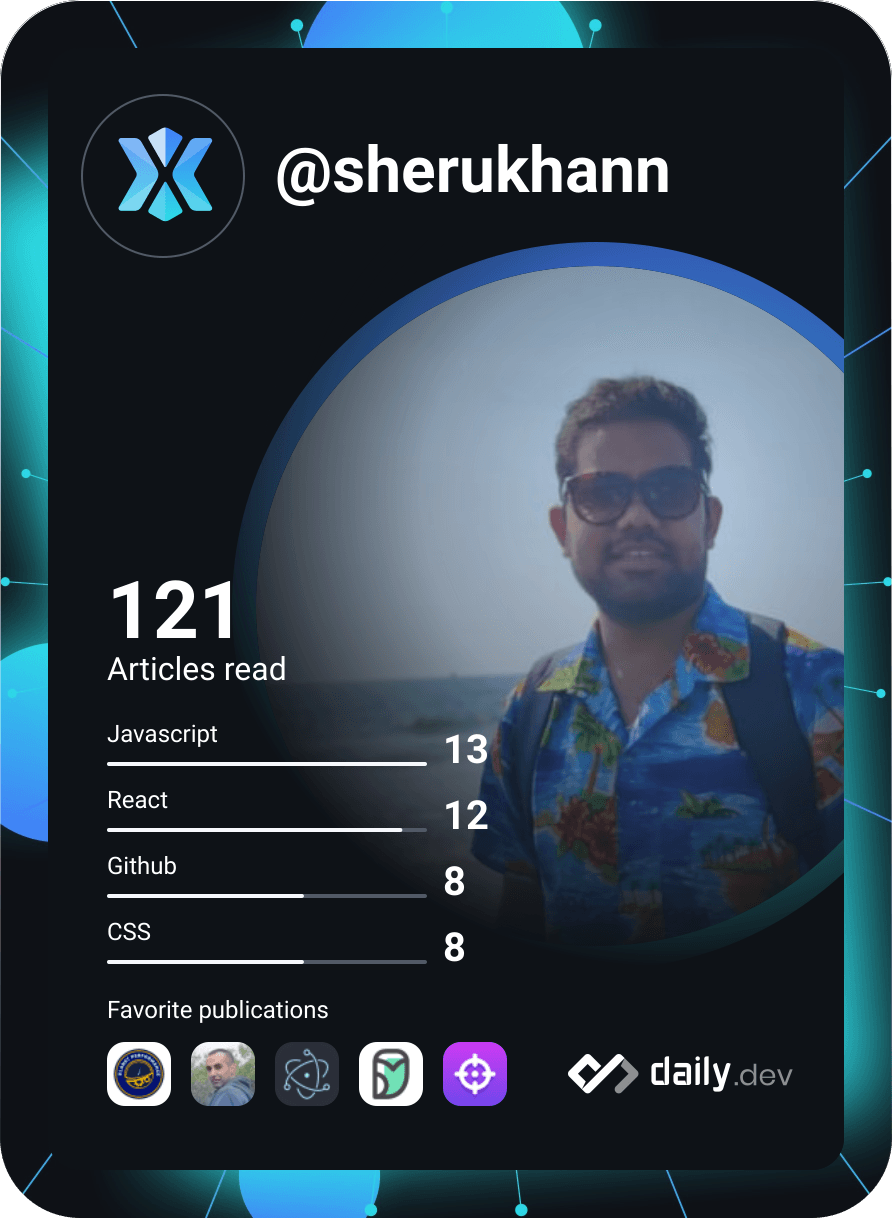 @sherukhann
121
Articles read
Javascript
13
React
12
Github
8
CSS
8
Favorite publications
daily.dev